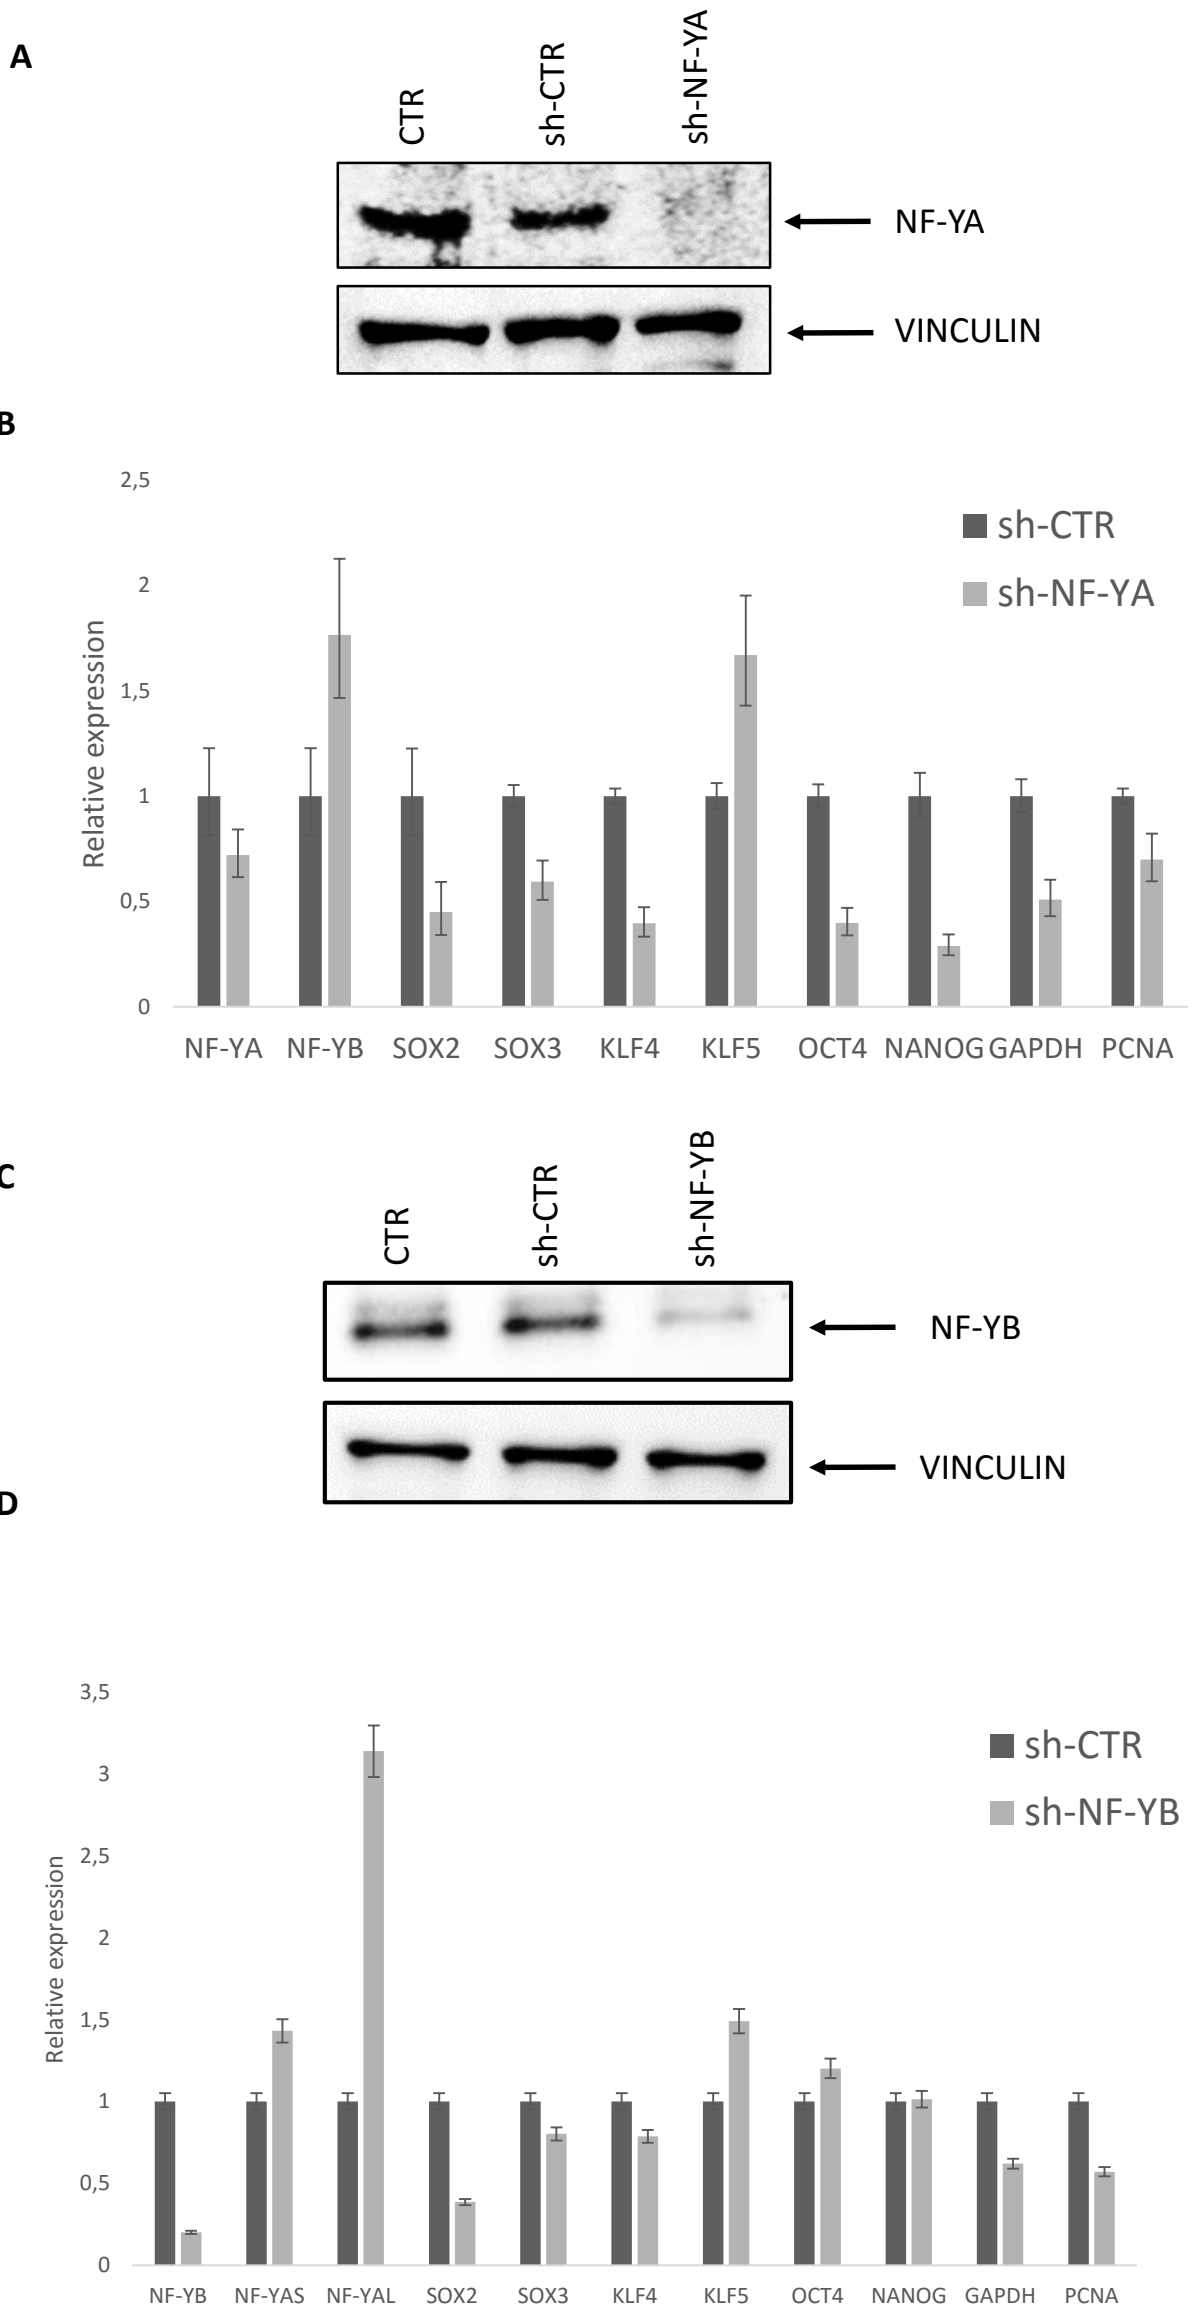 A
CTR
sh-CTR
sh-NF-YA
NF-YA
VINCULIN
B
2,5
2
1,5
1
0,5
0
Relative expression
sh-CTR
sh-NF-YA
NF-YA NF-YB SOX2 SOX3 KLF4 KLF5 OCT4 NANOG GAPDH PCNA
C
CTR
sh-CTR
sh-NF-YB
NF-YB
VINCULIN
D
3,5
3
2,5
2
1,5
1
0,5
0
Relative expression
sh-CTR
sh-NF-YB
NF-YB NF-YAS NF-YAL SOX2 SOX3 KLF4 KLF5 OCT4 NANOG GAPDH PCNA